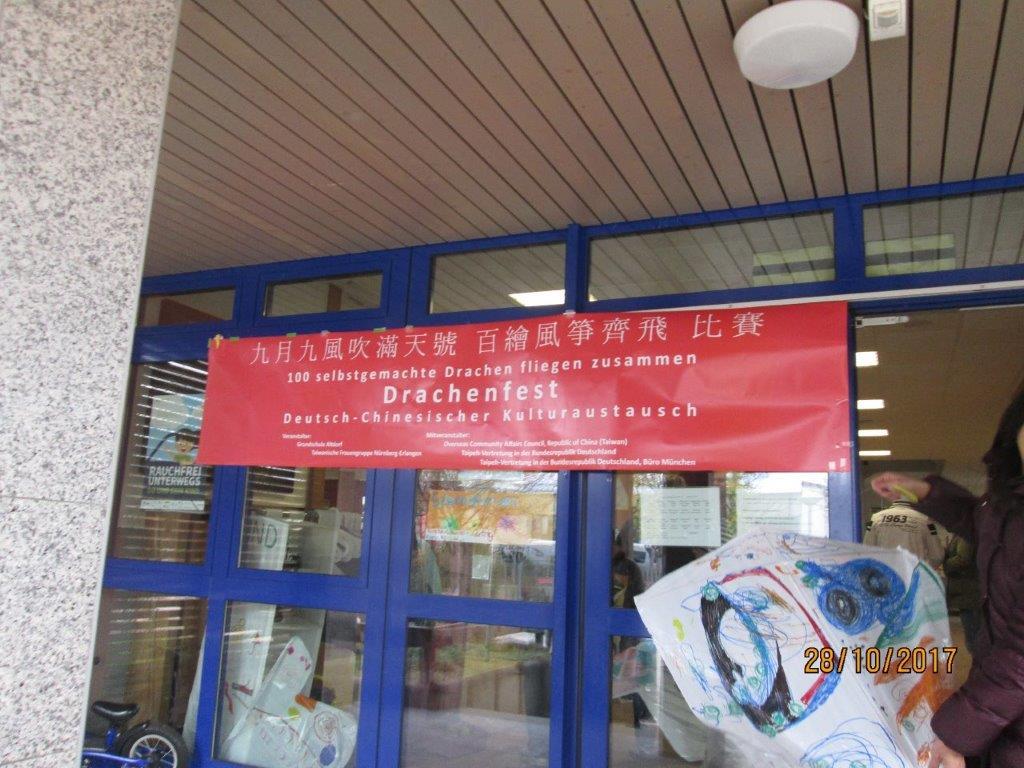 九月九風吹滿天號 百繪風箏齊飛 比賽
100 selbstgemachte Drachen fliegen zusammen
Drachenfest
Deutsch-Chinesischer Kulturaustausch
Veranstalter:
Grundschule Altdorf
Taiwanische Frauengruppe Nürnberg-Erlangen
Mitveranstalter:
Overseas Community Affairs Council, Republic of China (Taiwan)
Taipeh-Vertretung in der Bundesrepublik Deutschland
Taipeh-Vertretung in der Bundesrepublik Deutschland, Büro München
RAUCHFREI
UNTERWEGS
1963
28/10/2017